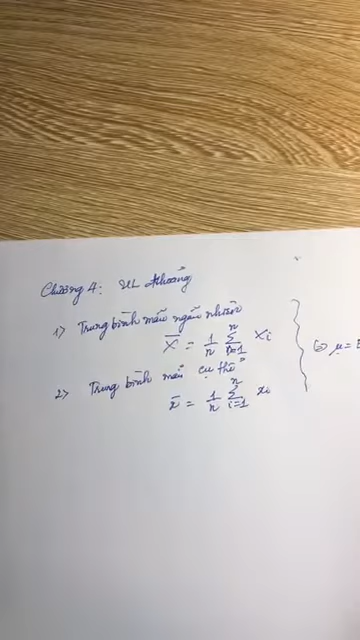 Chương 4: UL khoảng
1) Trung bình mẫu ngẫu nhiên
X̄ = 1/n Σ_{i=1}^{n} Xi
2) Trung bình mẫu cụ thể
x̄ = 1/n Σ_{i=1}^{n} xi
μ =